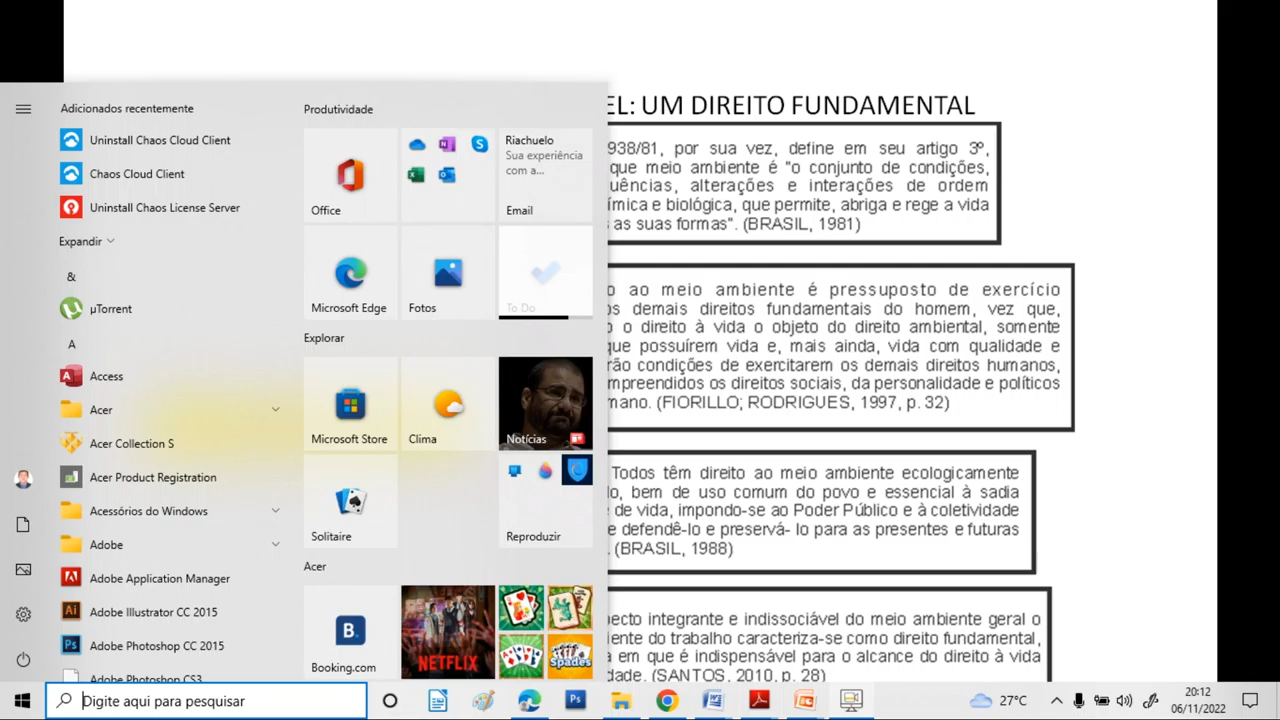 Adicionados recentemente
Uninstall Chaos Cloud Client
Chaos Cloud Client
Uninstall Chaos License Server
Expandir
&
µTorrent
A
Access
Acer
Acer Collection S
Acer Product Registration
Acessórios do Windows
Adobe
Adobe Application Manager
Adobe Illustrator CC 2015
Adobe Photoshop CC 2015
Adobe Photoshop CS3
Produtividade
Office
Riachuelo
Sua experiência
com a...
Email
Microsoft Edge
Fotos
To Do
Explorar
Microsoft Store
Clima
Notícias
Solitaire
Reproduzir
Acer
B.
Booking.com
NETFLIX
Spades
EL: UM DIREITO FUNDAMENTAL
938/81, por sua vez, define em seu artigo 3º,
que meio ambiente é "o conjunto de condições,
uências, alterações e interações de ordem
ímica e biológica, que permite, abriga e rege a vida
s as suas formas". (BRASIL, 1981)
o ao meio ambiente é pressuposto de exercício
os demais direitos fundamentais do homem, vez que,
o o direito à vida o objeto do direito ambiental, somente
que possuírem vida e, mais ainda, vida com qualidade e
rão condições de exercitarem os demais direitos humanos,
mpreendidos os direitos sociais, da personalidade e políticos
mano. (FIORILLO; RODRIGUES, 1997, p. 32)
Todos têm direito ao meio ambiente ecologicamente
do, bem de uso comum do povo e essencial à sadia
e de vida, impondo-se ao Poder Público e à coletividade
e defendê-lo e preservá- lo para as presentes e futuras
. (BRASIL, 1988)
ecto integrante e indissociável do meio ambiente geral o
iente do trabalho caracteriza-se como direito fundamental,
a em que é indispensável para o alcance do direito à vida
dade. (SANTOS, 2010, p. 28)
Digite aqui para pesquisar
27°C
20:12
06/11/2022